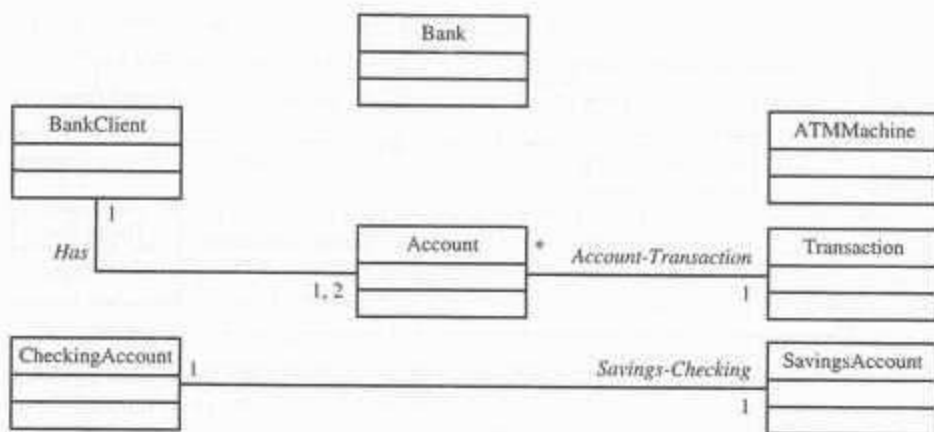 Bank
BankClient
ATMMachine
1
Has
Account
*
Account-Transaction
Transaction
1, 2
1
CheckingAccount
1
Savings-Checking
SavingsAccount
1